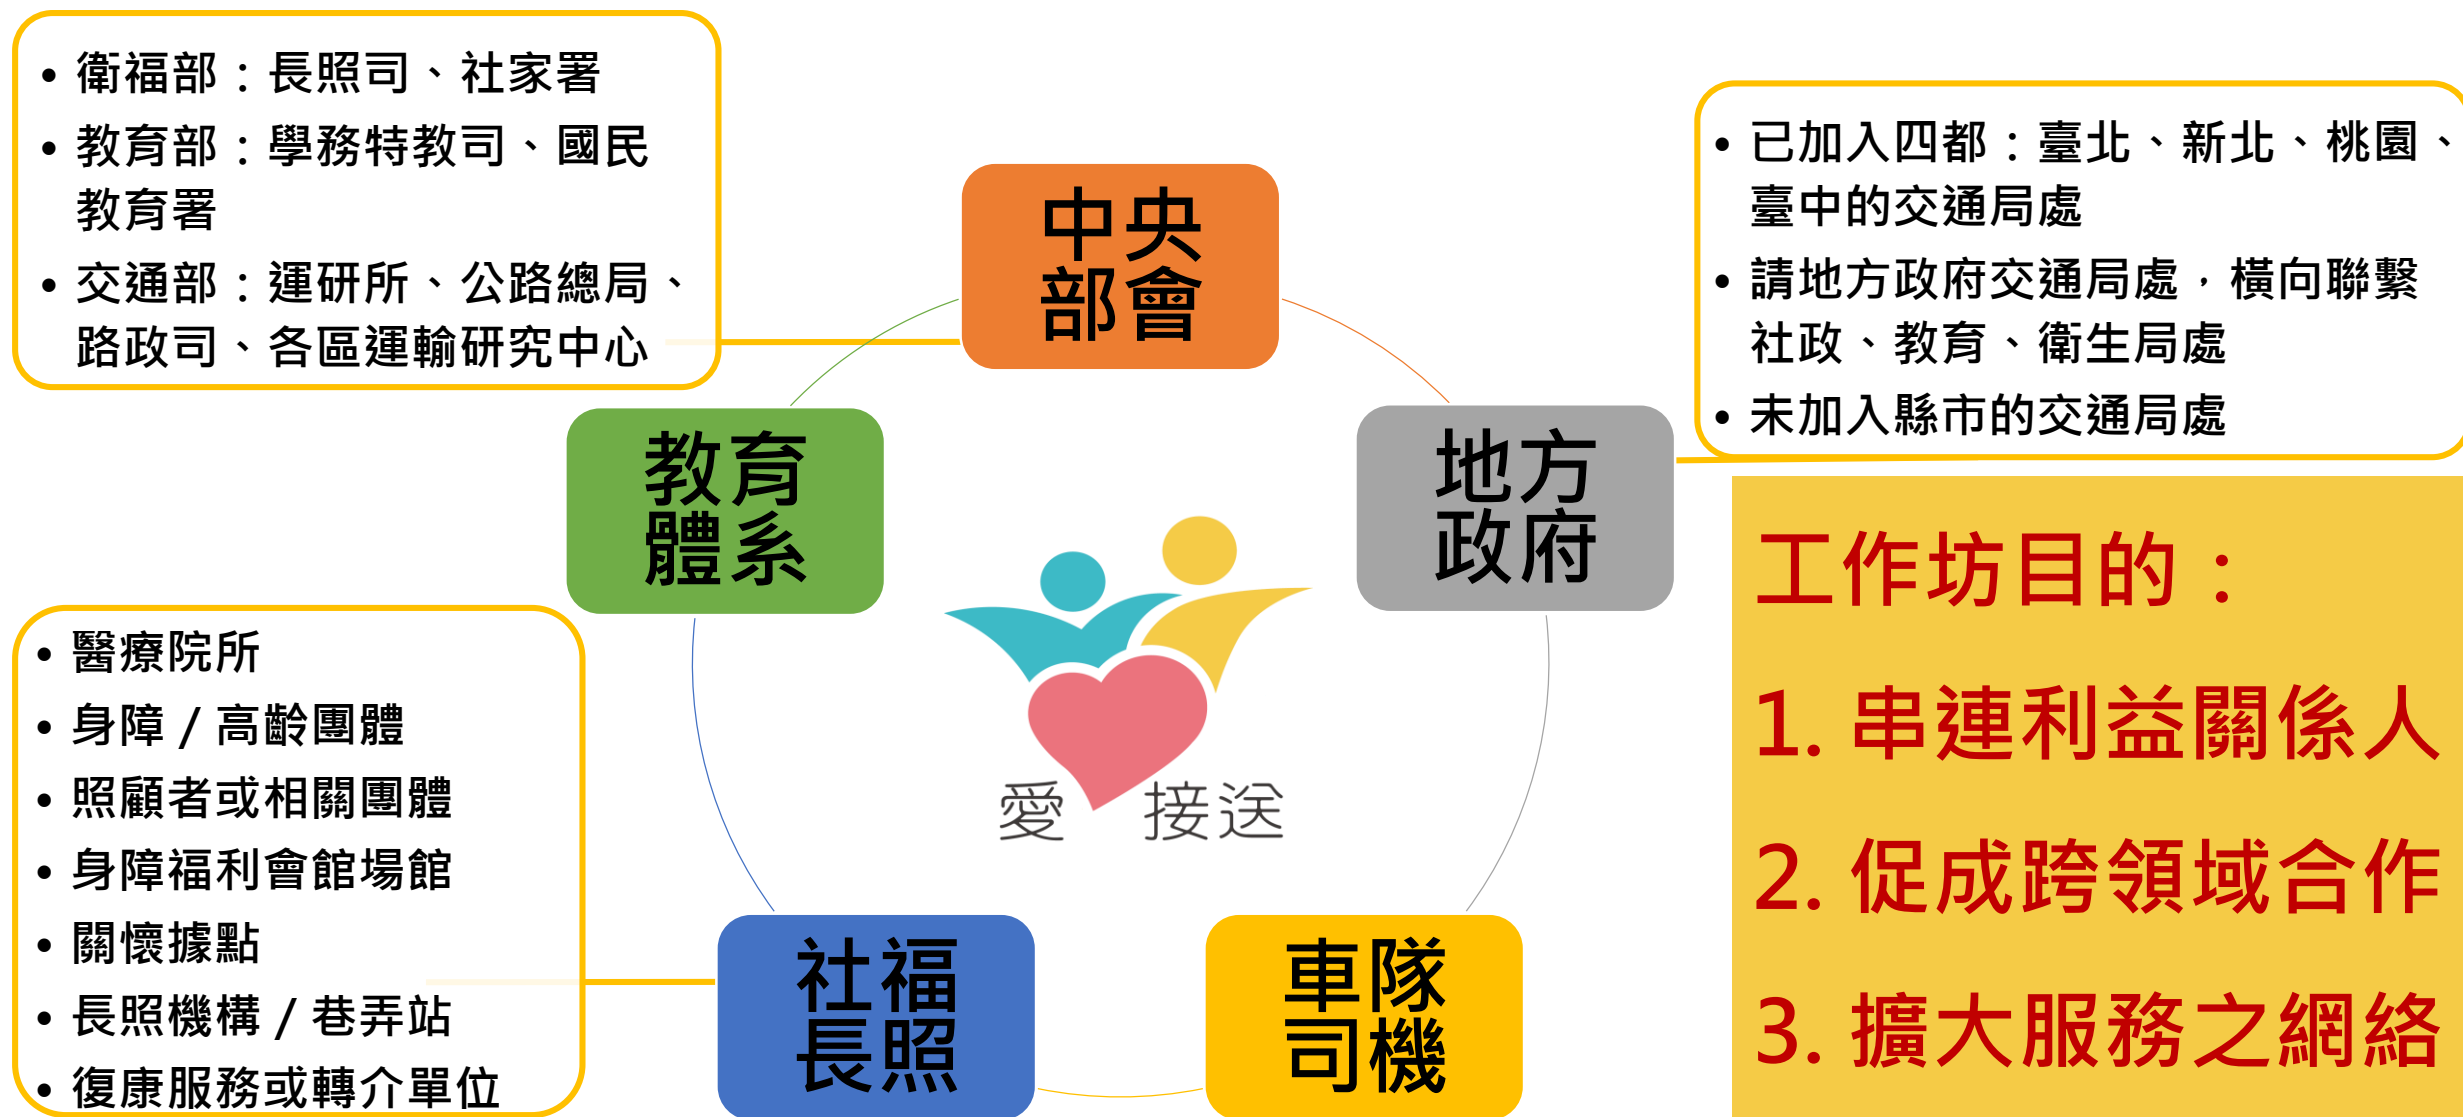 • 衛福部：長照司、社家署
• 教育部：學務特教司、國民
教育署
• 交通部：運研所、公路總局、
路政司、各區運輸研究中心
中央
部會
• 已加入四都：臺北、新北、桃園、
臺中的交通局處
• 請地方政府交通局處，橫向聯繫
社政、教育、衛生局處
• 未加入縣市的交通局處
教育
體系
地方
政府
愛 接送
• 醫療院所
• 身障 / 高齡團體
• 照顧者或相關團體
• 身障福利會館場館
• 關懷據點
• 長照機構 / 巷弄站
• 復康服務或轉介單位
社福
長照
車隊
司機
工作坊目的：
1. 串連利益關係人
2. 促成跨領域合作
3. 擴大服務之網絡